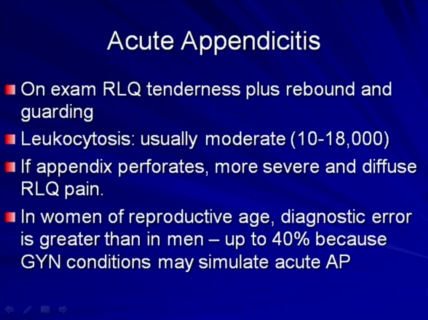 Acute Appendicitis
On exam RLQ tenderness plus rebound and
guarding
Leukocytosis: usually moderate (10-18,000)
If appendix perforates, more severe and diffuse
RLQ pain.
In women of reproductive age, diagnostic error
is greater than in men – up to 40% because
GYN conditions may simulate acute AP